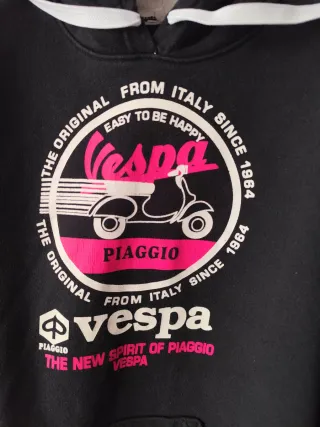 THE ORIGINAL FROM ITALY SINCE 1964
EASY TO BE HAPPY
Vespa
PIAGGIO
THE ORIGINAL FROM ITALY SINCE 1964
PIAGGIO
vespa
THE NEW SPIRIT OF PIAGGIO
VESPA